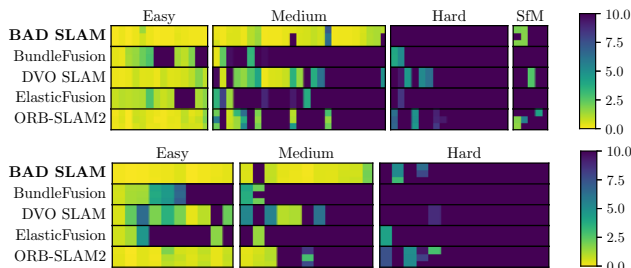 Easy Medium Hard SfM
BAD SLAM
BundleFusion
DVO SLAM
ElasticFusion
ORB-SLAM2
10.0
7.5
5.0
2.5
0.0
Easy Medium Hard
BAD SLAM
BundleFusion
DVO SLAM
ElasticFusion
ORB-SLAM2
10.0
7.5
5.0
2.5
0.0